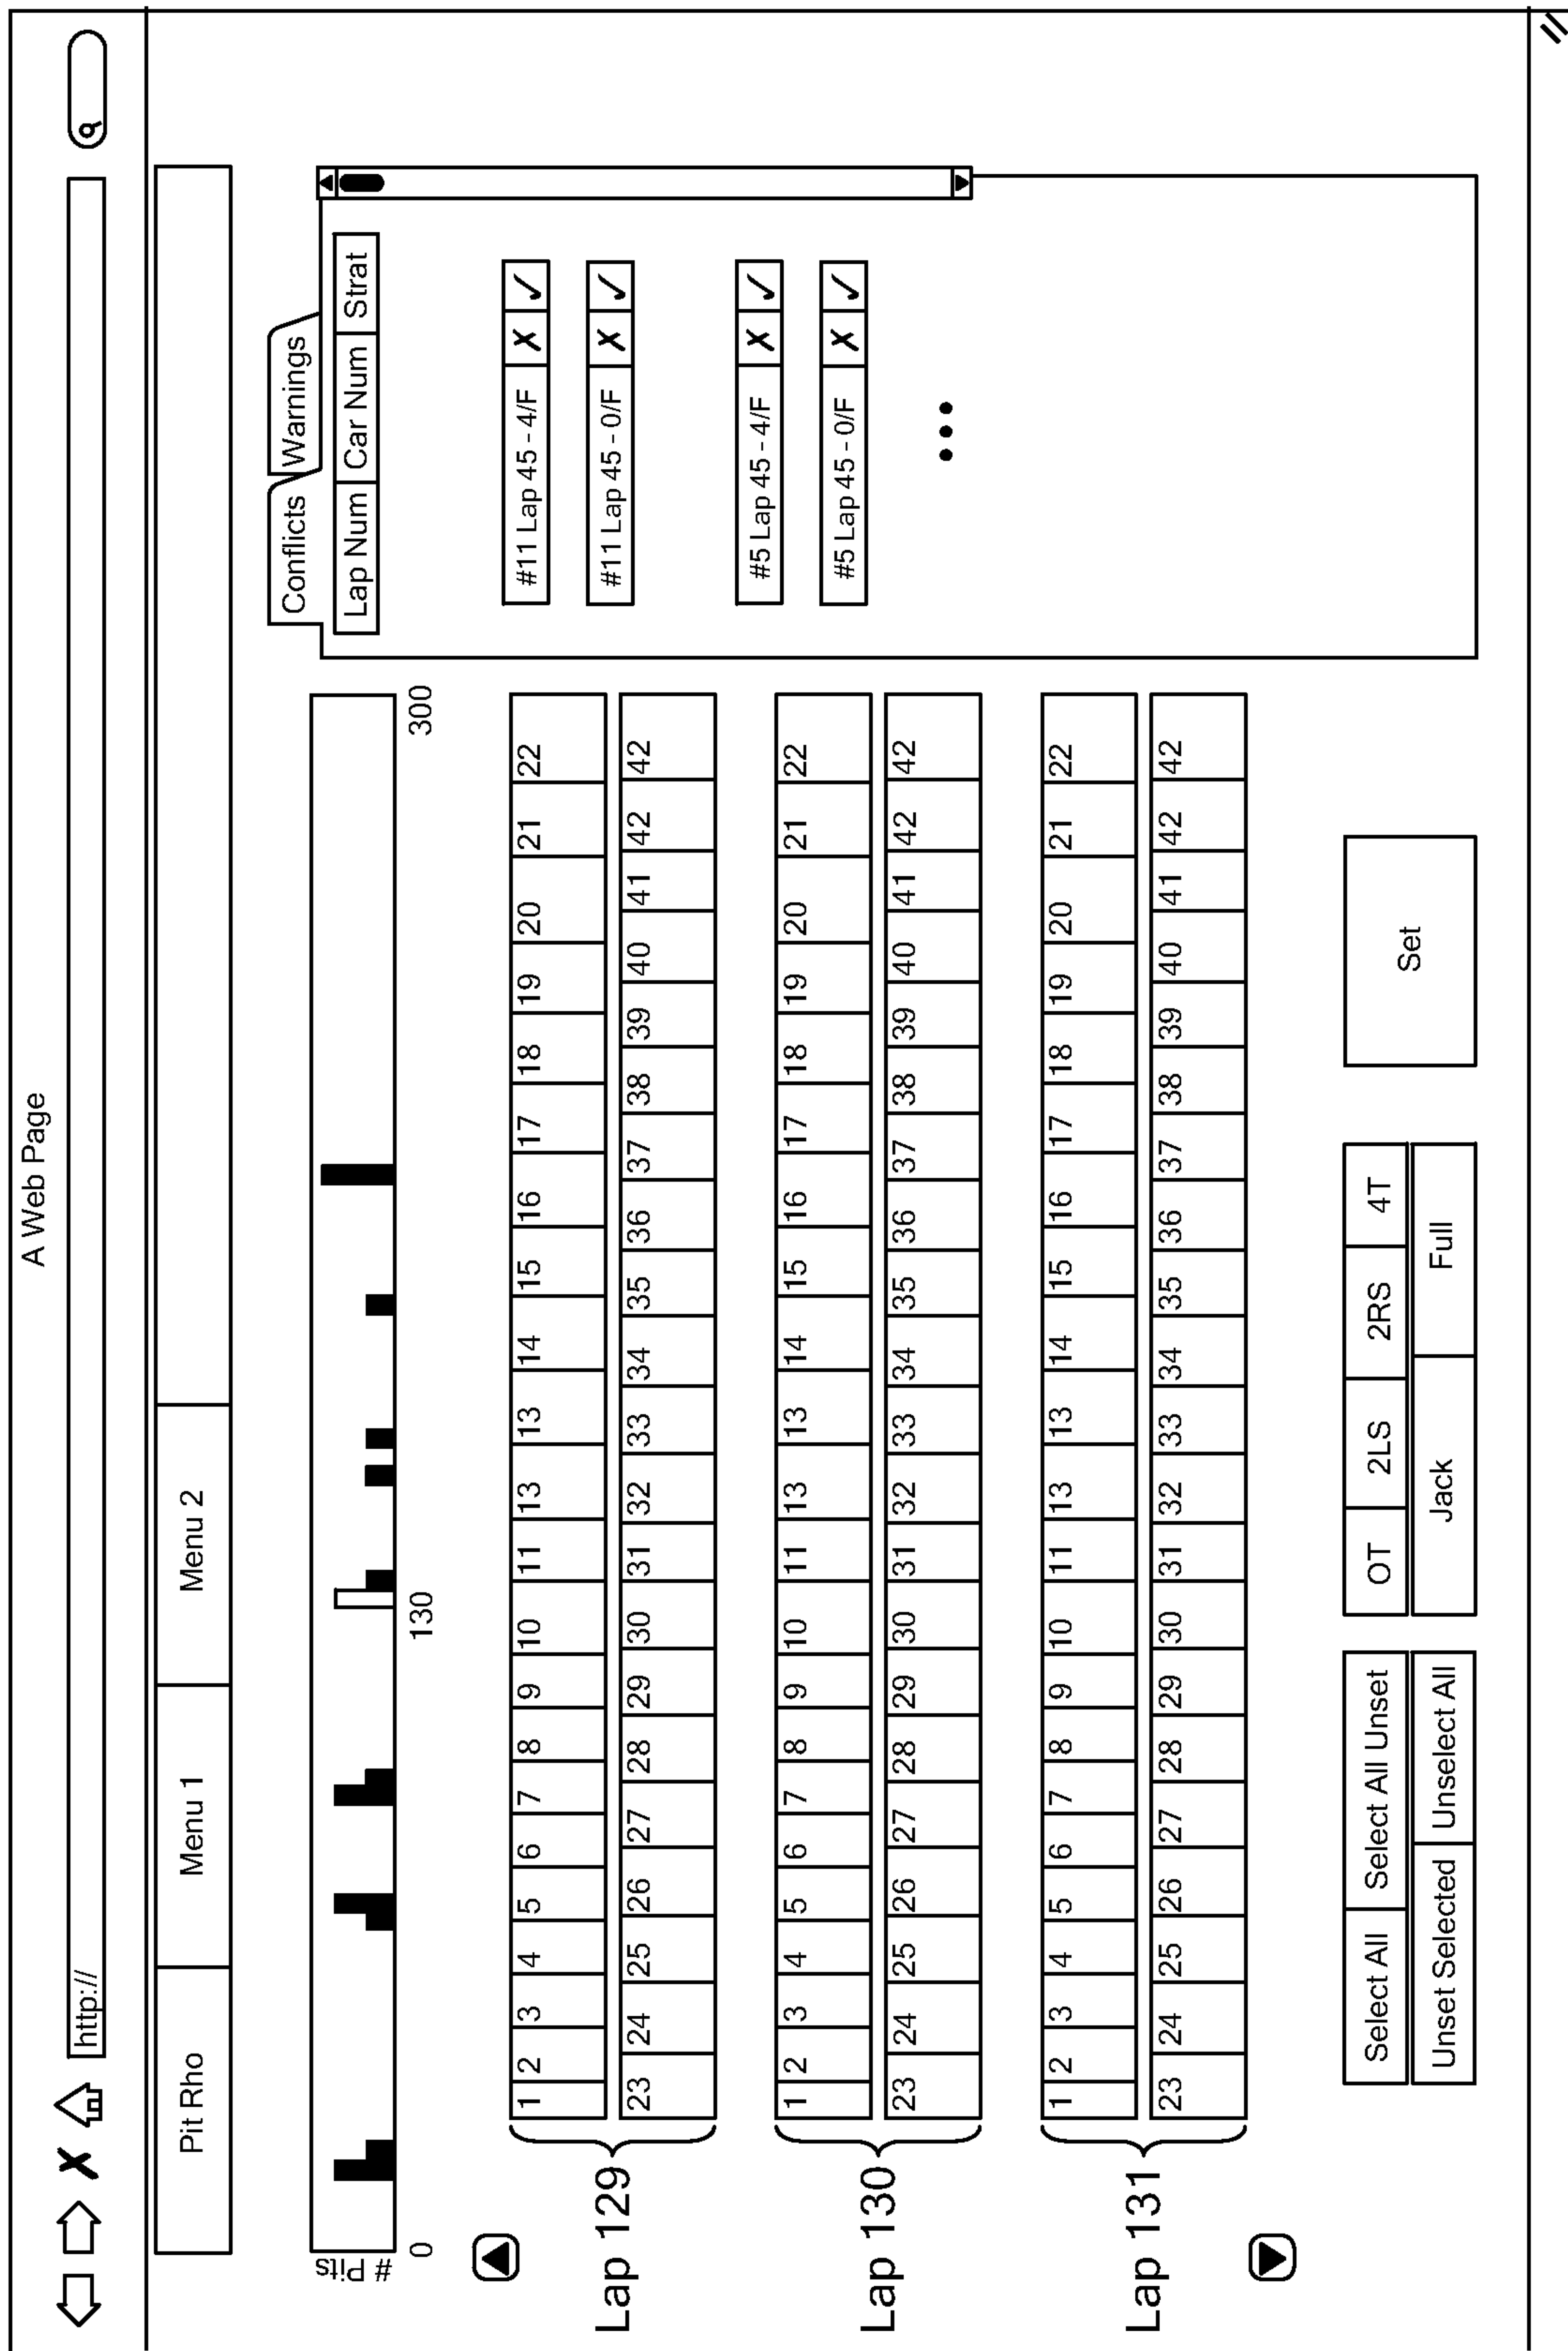 A Web Page
http://
Pit Rho Menu 1 Menu 2
# Pits
0 130 300
Conflicts Warnings
Lap Num Car Num Strat
#11 Lap 45 - 4/F X ✓
#11 Lap 45 - 0/F X ✓
#5 Lap 45 - 4/F X ✓
#5 Lap 45 - 0/F X ✓
•••
Lap 129
1 2 3 4 5 6 7 8 9 10 11 13 13 14 15 16 17 18 19 20 21 22
23 24 25 26 27 28 29 30 31 32 33 34 35 36 37 38 39 40 41 42 42
Lap 130
1 2 3 4 5 6 7 8 9 10 11 13 13 14 15 16 17 18 19 20 21 22
23 24 25 26 27 28 29 30 31 32 33 34 35 36 37 38 39 40 41 42 42
Lap 131
1 2 3 4 5 6 7 8 9 10 11 13 13 14 15 16 17 18 19 20 21 22
23 24 25 26 27 28 29 30 31 32 33 34 35 36 37 38 39 40 41 42 42
Select All Select All Unset
Unset Selected Unselect All
OT 2LS 2RS 4T
Jack Full
Set